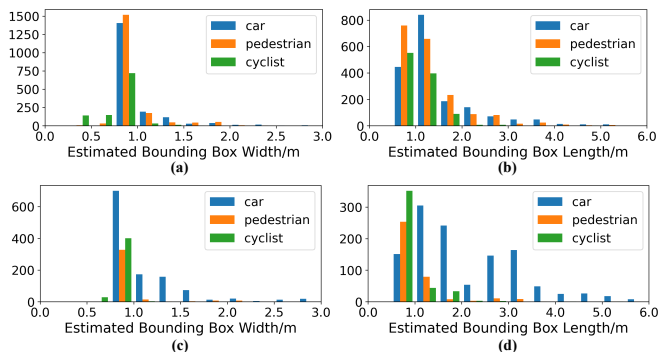 1500
1250
1000
750
500
250
0
car
pedestrian
cyclist
0.0 0.5 1.0 1.5 2.0 2.5 3.0
Estimated Bounding Box Width/m
(a)
800
600
400
200
0
car
pedestrian
cyclist
0.0 1.0 2.0 3.0 4.0 5.0 6.0
Estimated Bounding Box Length/m
(b)
600
400
200
0
car
pedestrian
cyclist
0.0 0.5 1.0 1.5 2.0 2.5 3.0
Estimated Bounding Box Width/m
(c)
300
200
100
0
car
pedestrian
cyclist
0.0 1.0 2.0 3.0 4.0 5.0 6.0
Estimated Bounding Box Length/m
(d)